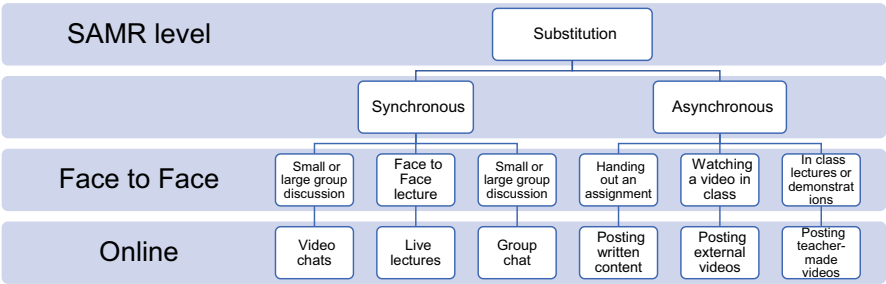 SAMR level
Substitution
Synchronous
Asynchronous
Face to Face
Small or
large group
discussion
Face to
Face
lecture
Small or
large group
discussion
Handing
out an
assignment
Watching
a video in
class
In class
lectures or
demonstrat
ions
Online
Video
chats
Live
lectures
Group
chat
Posting
written
content
Posting
external
videos
Posting
teacher-
made
videos